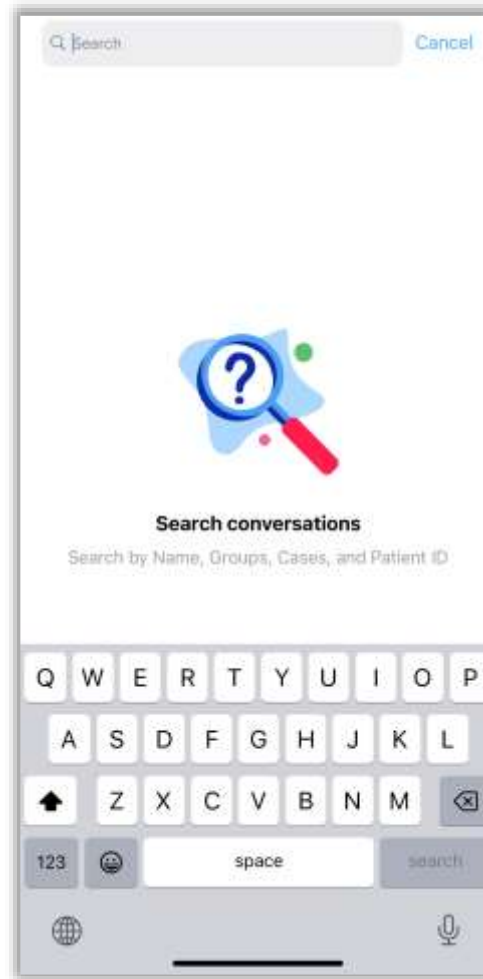 Search
Cancel
?
Search conversations
Search by Name, Groups, Cases, and Patient ID
Q W E R T Y U I O P
A S D F G H J K L
Z X C V B N M
123 space search